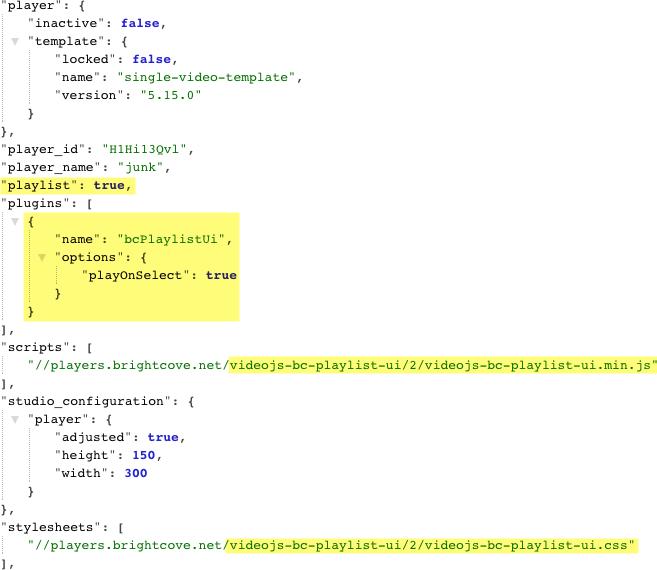 "player": {
"inactive": false,
"template": {
"locked": false,
"name": "single-video-template",
"version": "5.15.0"
}
},
"player_id": "H1Hi13Qvl",
"player_name": "junk",
"playlist": true,
"plugins": [
{
"name": "bcPlaylistUi",
"options": {
"playOnSelect": true
}
}
],
"scripts": [
"//players.brightcove.net/videojs-bc-playlist-ui/2/videojs-bc-playlist-ui.min.js"
],
"studio_configuration": {
"player": {
"adjusted": true,
"height": 150,
"width": 300
}
},
"stylesheets": [
"//players.brightcove.net/videojs-bc-playlist-ui/2/videojs-bc-playlist-ui.css"
],